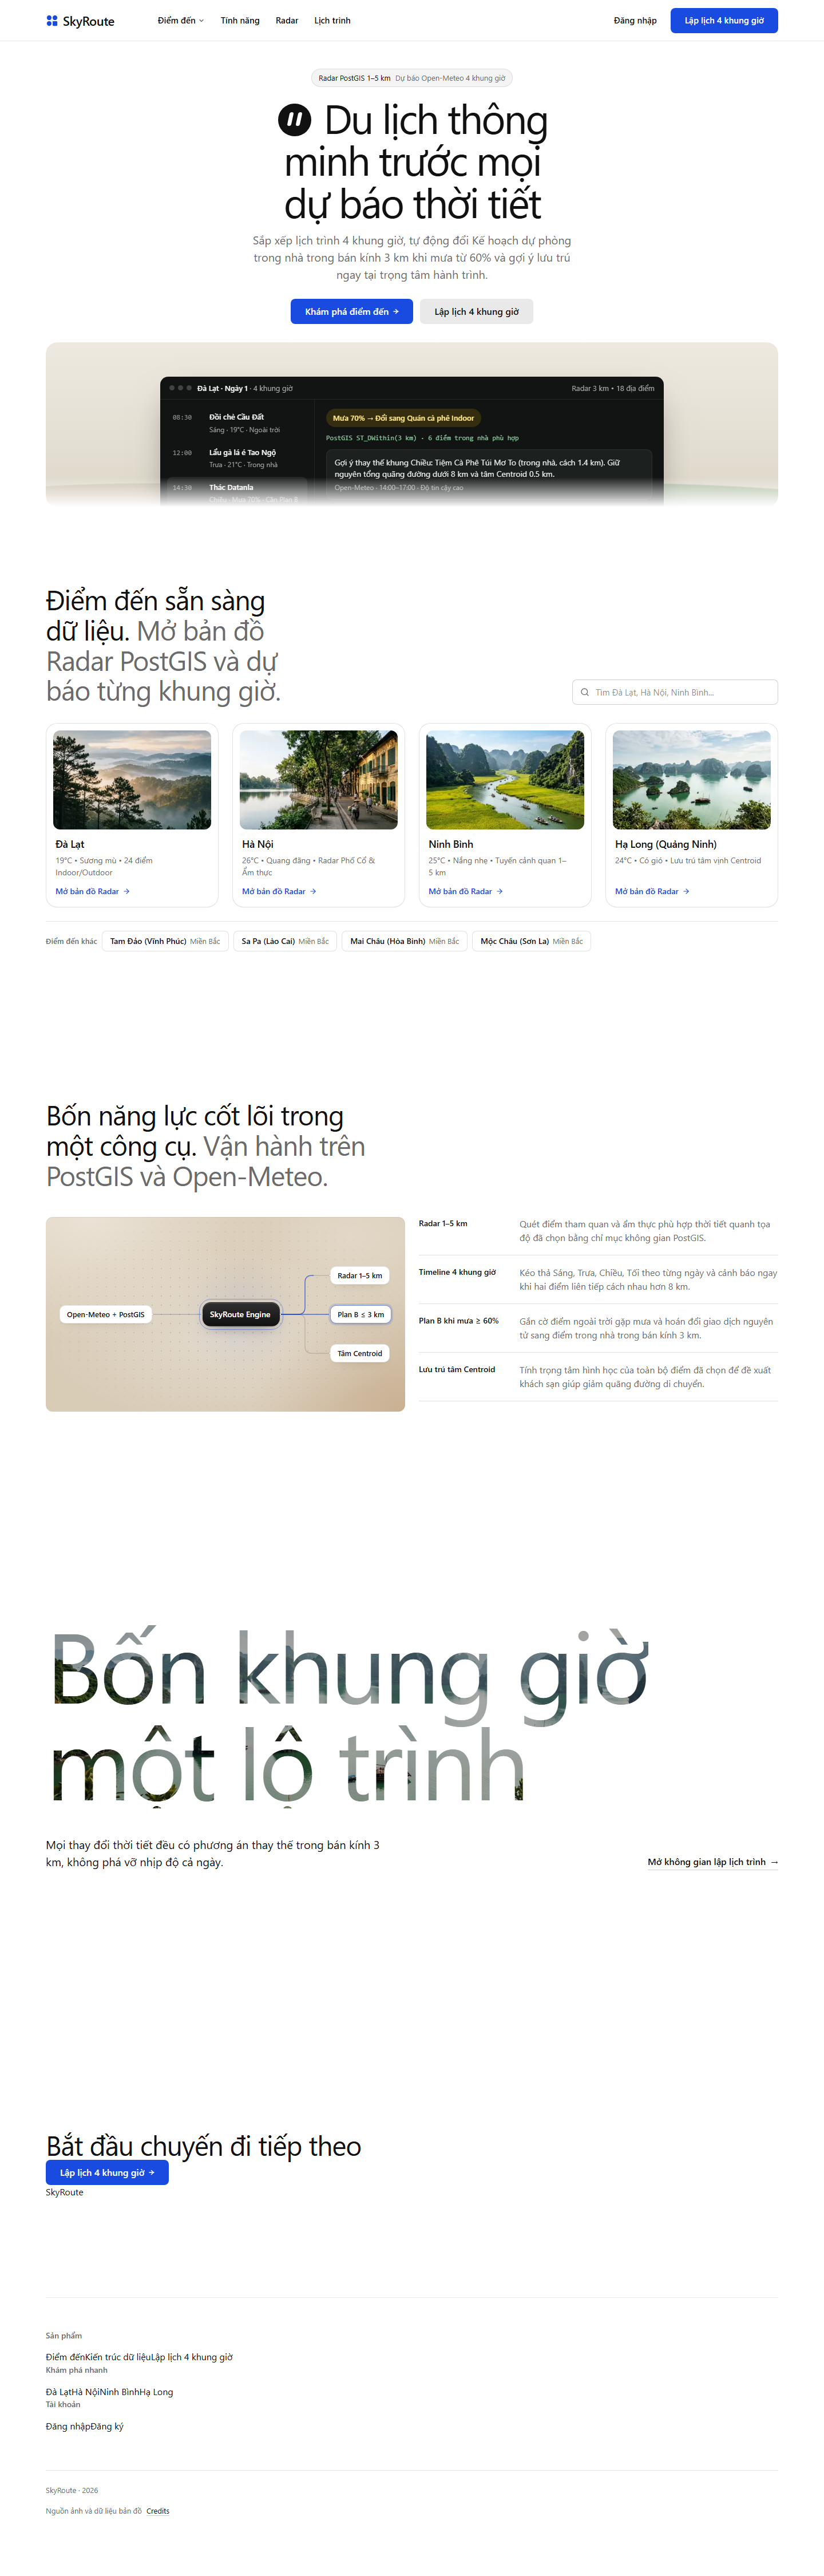 SkyRoute
Điểm đến
Tính năng
Radar
Lịch trình
Đăng nhập
Lập lịch 4 khung giờ
Radar PostGIS 1–5 km Dự báo Open-Meteo 4 khung giờ
Du lịch thông
minh trước mọi
dự báo thời tiết
Sắp xếp lịch trình 4 khung giờ, tự động đổi Kế hoạch dự phòng
trong nhà trong bán kính 3 km khi mưa từ 60% và gợi ý lưu trú
ngay tại trọng tâm hành trình.
Khám phá điểm đến →
Lập lịch 4 khung giờ
Đà Lạt · Ngày 1 · 4 khung giờ
Radar 3 km • 18 địa điểm
08:30 Đồi chè Cầu Đất
Sáng · 19°C · Ngoài trời
12:00 Lẩu gà lá é Tao Ngộ
Trưa · 21°C · Trong nhà
14:30 Thác Datanla
Chiều · Mưa 70% · Cần Plan B
Mưa 70% → Đổi sang Quán cà phê Indoor
PostGIS ST_DWithin(3 km) · 6 điểm trong nhà phù hợp
Gợi ý thay thế khung Chiều: Tiệm Cà Phê Túi Mơ To (trong nhà, cách 1.4 km). Giữ
nguyên tổng quãng đường dưới 8 km và tâm Centroid 0.5 km.
Open-Meteo · 14:00–17:00 · Độ tin cậy cao
Điểm đến sẵn sàng
dữ liệu. Mở bản đồ
Radar PostGIS và dự
báo từng khung giờ.
Tìm Đà Lạt, Hà Nội, Ninh Bình...
Đà Lạt
19°C • Sương mù • 24 điểm
Indoor/Outdoor
Mở bản đồ Radar →
Hà Nội
26°C • Quang đãng • Radar Phố Cổ &
Ẩm thực
Mở bản đồ Radar →
Ninh Bình
25°C • Nắng nhẹ • Tuyến cảnh quan 1–
5 km
Mở bản đồ Radar →
Hạ Long (Quảng Ninh)
24°C • Có gió • Lưu trú tâm vịnh Centroid
Mở bản đồ Radar →
Điểm đến khác
Tam Đảo (Vĩnh Phúc) Miền Bắc
Sa Pa (Lào Cai) Miền Bắc
Mai Châu (Hòa Bình) Miền Bắc
Mộc Châu (Sơn La) Miền Bắc
Bốn năng lực cốt lõi trong
một công cụ. Vận hành trên
PostGIS và Open-Meteo.
Open-Meteo + PostGIS
SkyRoute Engine
Radar 1–5 km
Plan B ≤ 3 km
Tâm Centroid
Radar 1–5 km
Quét điểm tham quan và ẩm thực phù hợp thời tiết quanh tọa
độ đã chọn bằng chỉ mục không gian PostGIS.
Timeline 4 khung giờ
Kéo thả Sáng, Trưa, Chiều, Tối theo từng ngày và cảnh báo ngay
khi hai điểm liên tiếp cách nhau hơn 8 km.
Plan B khi mưa ≥ 60%
Gắn cờ điểm ngoài trời gặp mưa và hoán đổi giao dịch nguyên
tử sang điểm trong nhà trong bán kính 3 km.
Lưu trú tâm Centroid
Tính trọng tâm hình học của toàn bộ điểm đã chọn để đề xuất
khách sạn giúp giảm quãng đường di chuyển.
Bốn khung giờ
một lộ trình
Mọi thay đổi thời tiết đều có phương án thay thế trong bán kính 3
km, không phá vỡ nhịp độ cả ngày.
Mở không gian lập lịch trình →
Bắt đầu chuyến đi tiếp theo
Lập lịch 4 khung giờ →
SkyRoute
Sản phẩm
Điểm đếnKiến trúc dữ liệuLập lịch 4 khung giờ
Khám phá nhanh
Đà LạtHà NộiNinh BìnhHạ Long
Tài khoản
Đăng nhậpĐăng ký
SkyRoute · 2026
Nguồn ảnh và dữ liệu bản đồ Credits